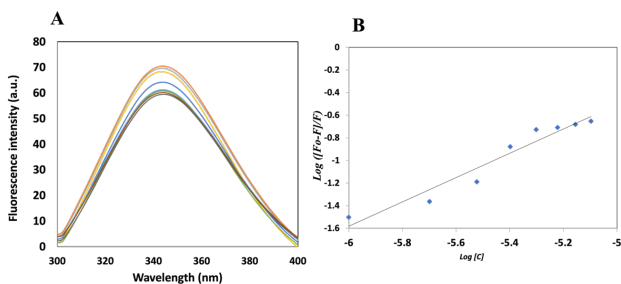 A
Fluorescence intensity (a.u.)
80
70
60
50
40
30
20
10
0
300 320 340 360 380 400
Wavelength (nm)
B
Log ([Fo-F]/F)
0
-0.2
-0.4
-0.6
-0.8
-1
-1.2
-1.4
-1.6
-6 -5.8 -5.6 -5.4 -5.2 -5
Log [C]